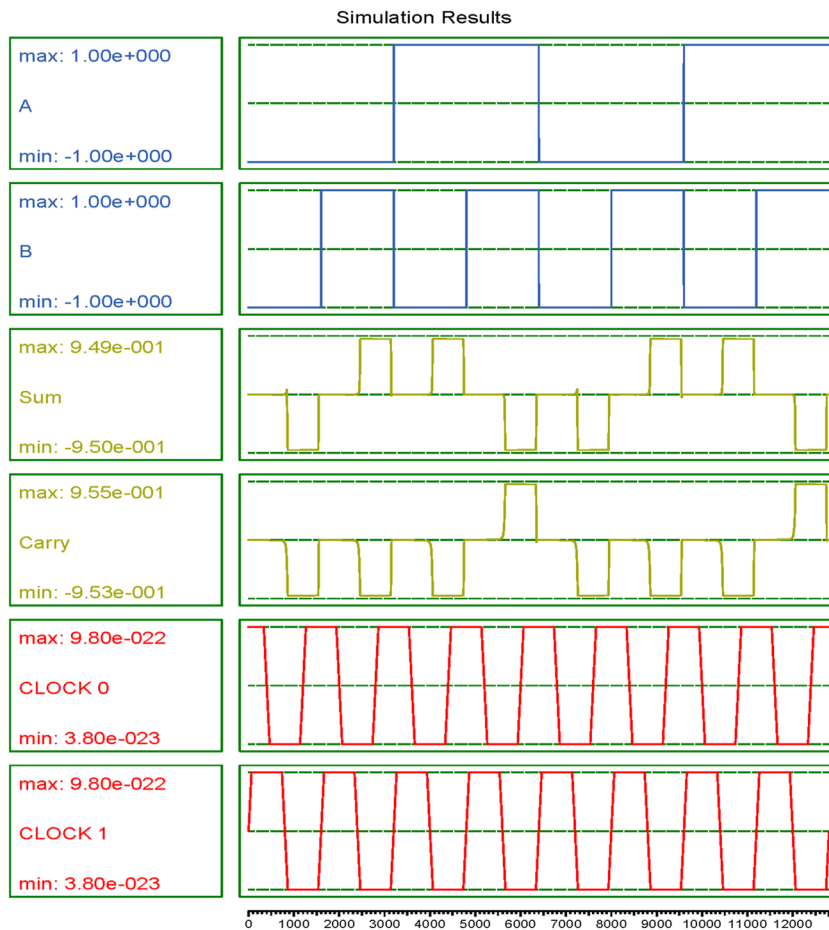 Simulation Results
max: 1.00e+000
A
min: -1.00e+000
max: 1.00e+000
B
min: -1.00e+000
max: 9.49e-001
Sum
min: -9.50e-001
max: 9.55e-001
Carry
min: -9.53e-001
max: 9.80e-022
CLOCK 0
min: 3.80e-023
max: 9.80e-022
CLOCK 1
min: 3.80e-023
0 1000 2000 3000 4000 5000 6000 7000 8000 9000 10000 11000 12000